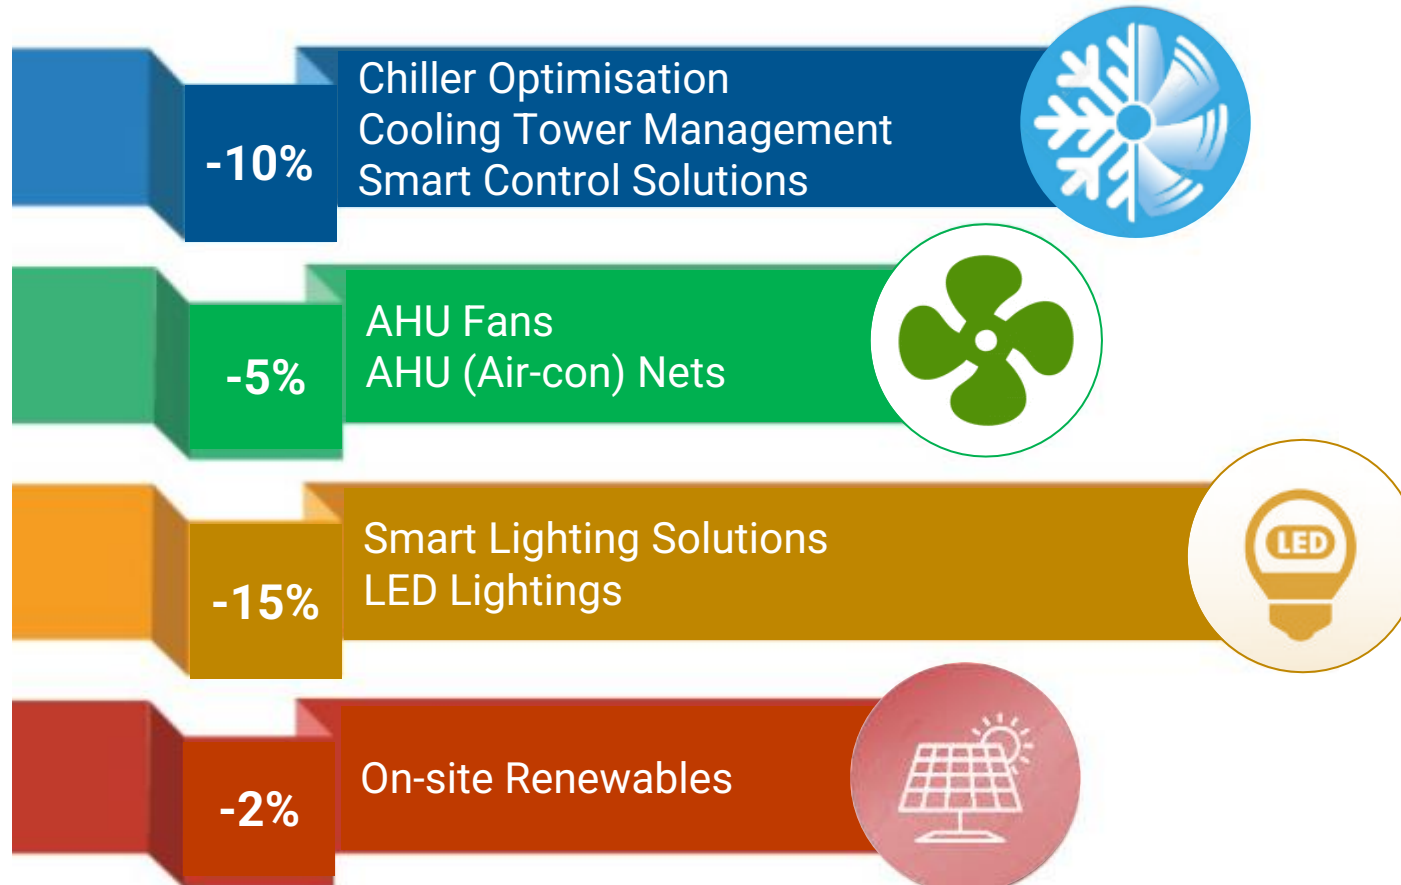 -10%
Chiller Optimisation
Cooling Tower Management
Smart Control Solutions
-5%
AHU Fans
AHU (Air-con) Nets
-15%
Smart Lighting Solutions
LED Lightings
LED
-2%
On-site Renewables